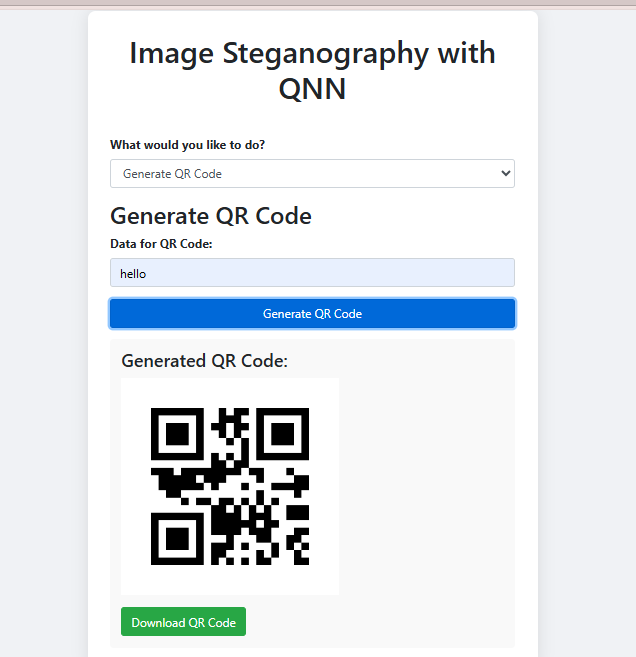 Image Steganography with
QNN
What would you like to do?
Generate QR Code
Generate QR Code
Data for QR Code:
hello
Generate QR Code
Generated QR Code:
Download QR Code